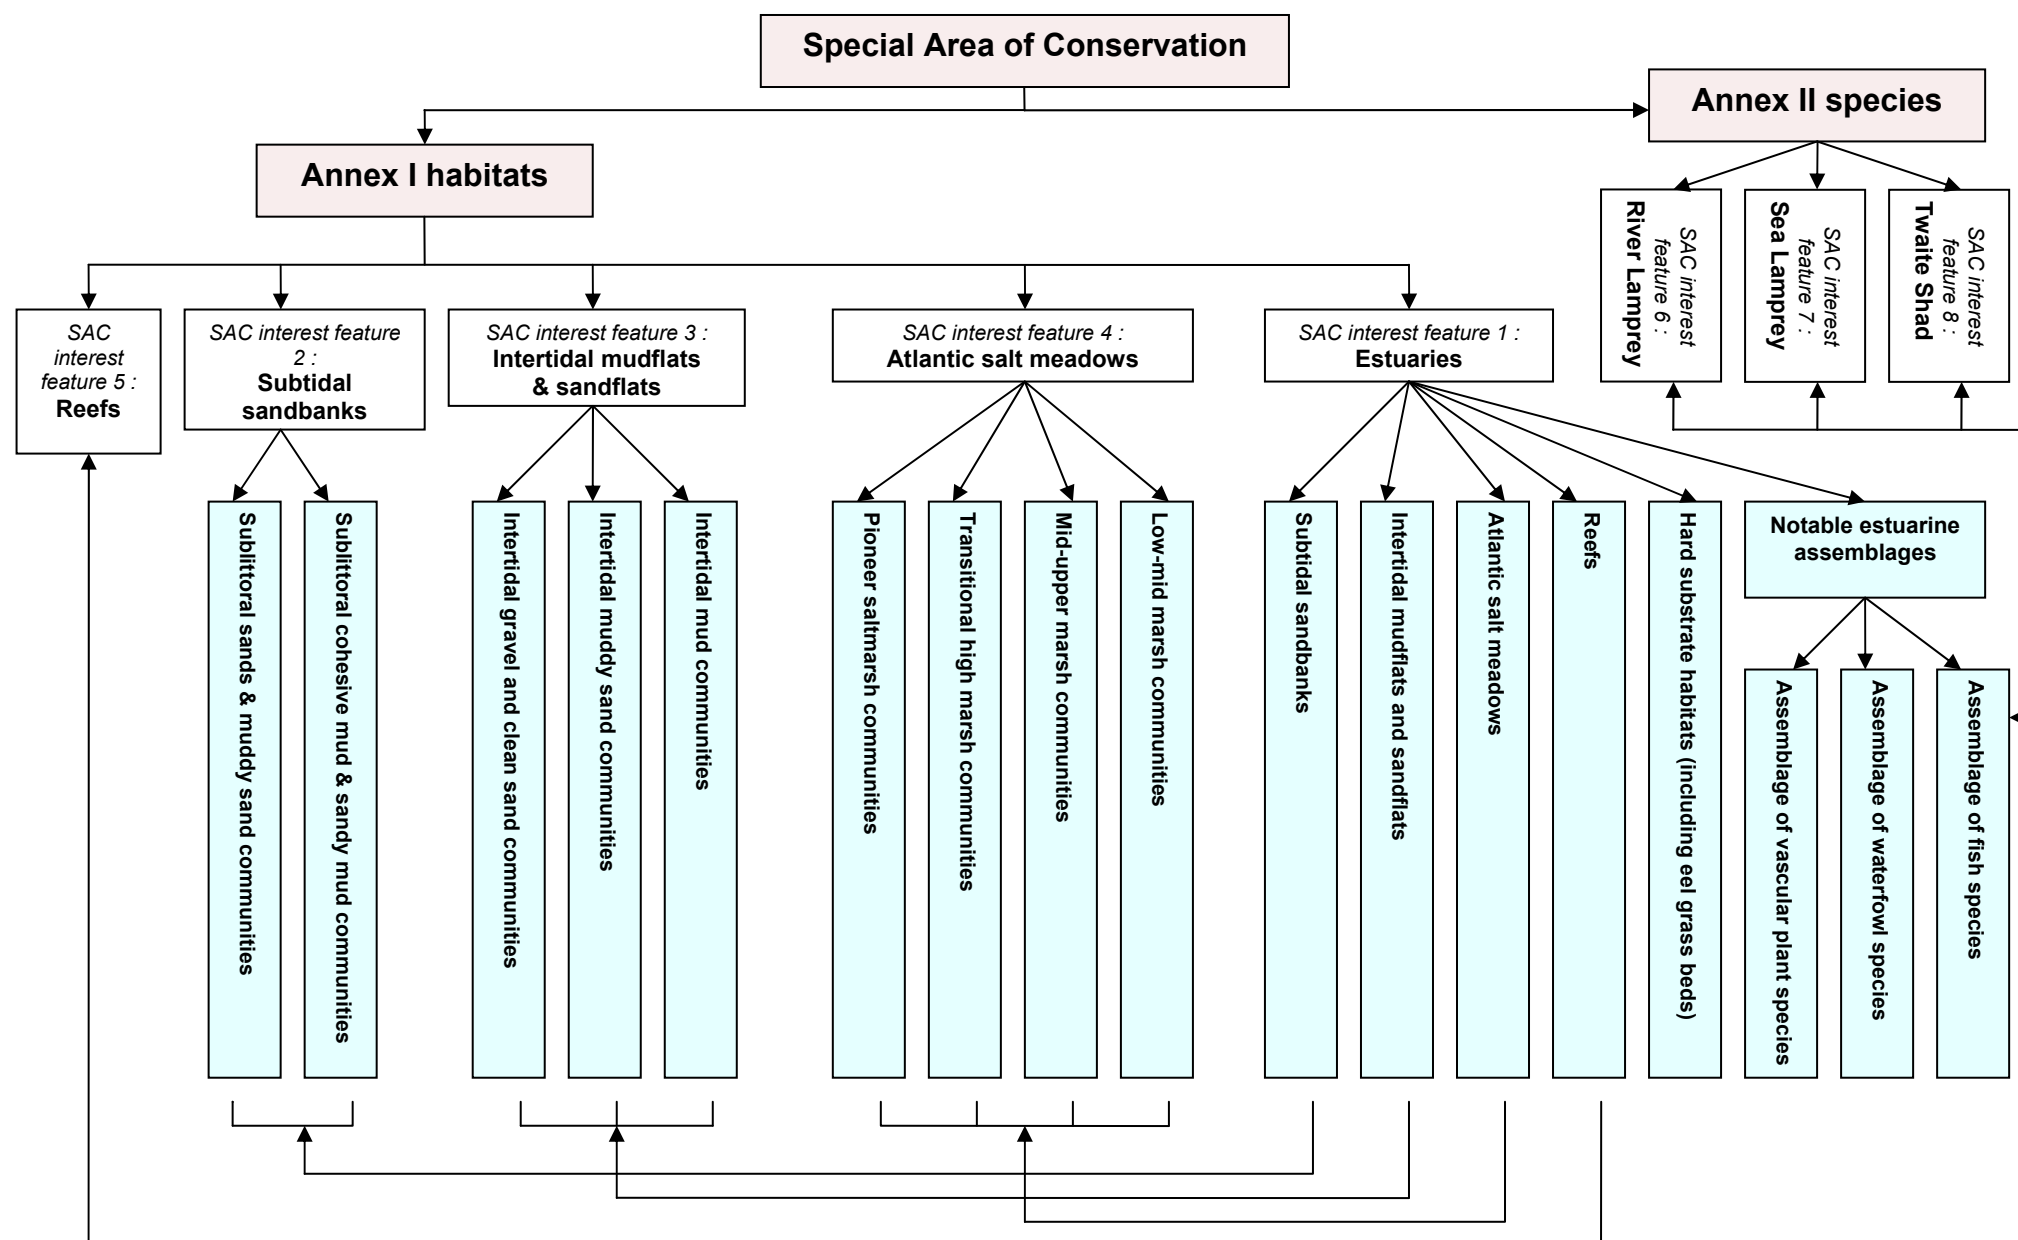 Special Area of Conservation
Annex II species
Annex I habitats
SAC interest
feature 6 :
River Lamprey
SAC interest
feature 7 :
Sea Lamprey
SAC interest
feature 8 :
Twaite Shad
SAC
interest
feature 5 :
Reefs
SAC interest feature
2 :
Subtidal
sandbanks
SAC interest feature 3 :
Intertidal mudflats
& sandflats
SAC interest feature 4 :
Atlantic salt meadows
SAC interest feature 1 :
Estuaries
Sublittoral sands & muddy sand communities
Sublittoral cohesive mud & sandy mud communities
Intertidal gravel and clean sand communities
Intertidal muddy sand communities
Intertidal mud communities
Pioneer saltmarsh communities
Transitional high marsh communities
Mid-upper marsh communities
Low-mid marsh communities
Subtidal sandbanks
Intertidal mudflats and sandflats
Atlantic salt meadows
Reefs
Hard substrate habitats (including eel grass beds)
Notable estuarine
assemblages
Assemblage of vascular plant species
Assemblage of waterfowl species
Assemblage of fish species